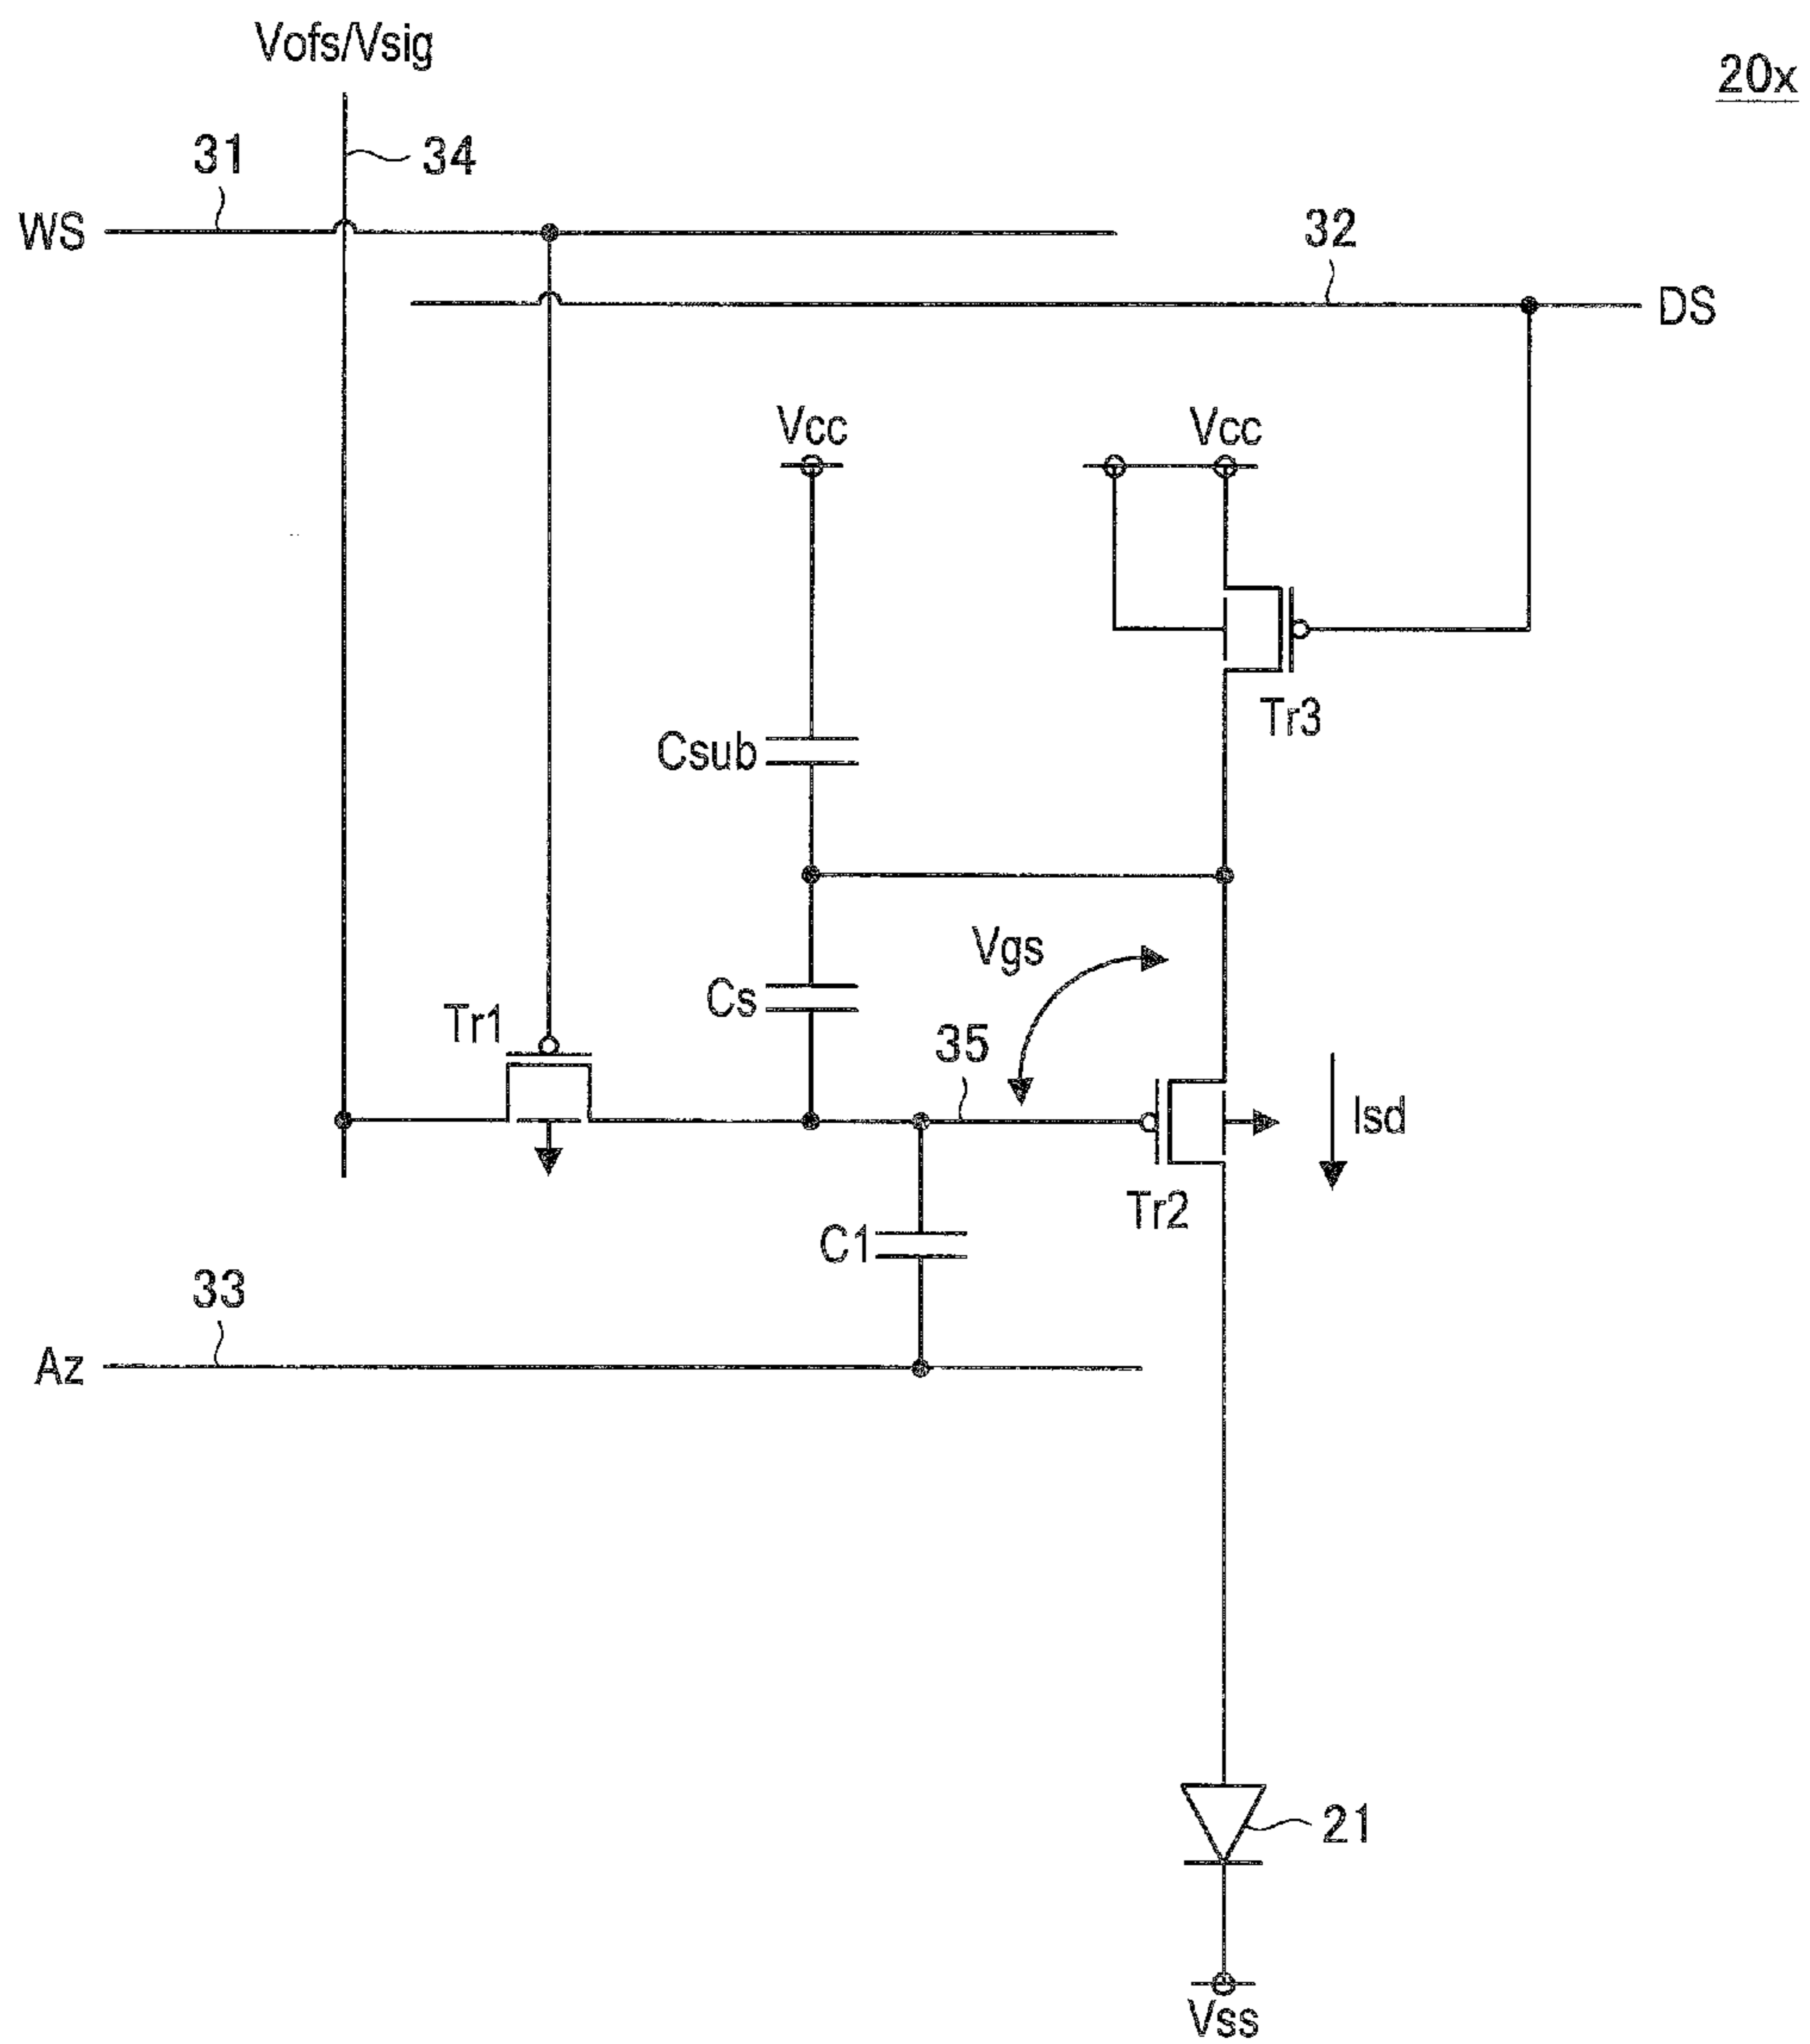 Vofs/Vsig
20x
31
34
WS
32
DS
Vcc
Vcc
Tr3
Csub
Vgs
Cs
Tr1
35
Isd
Tr2
C1
33
Az
21
Vss